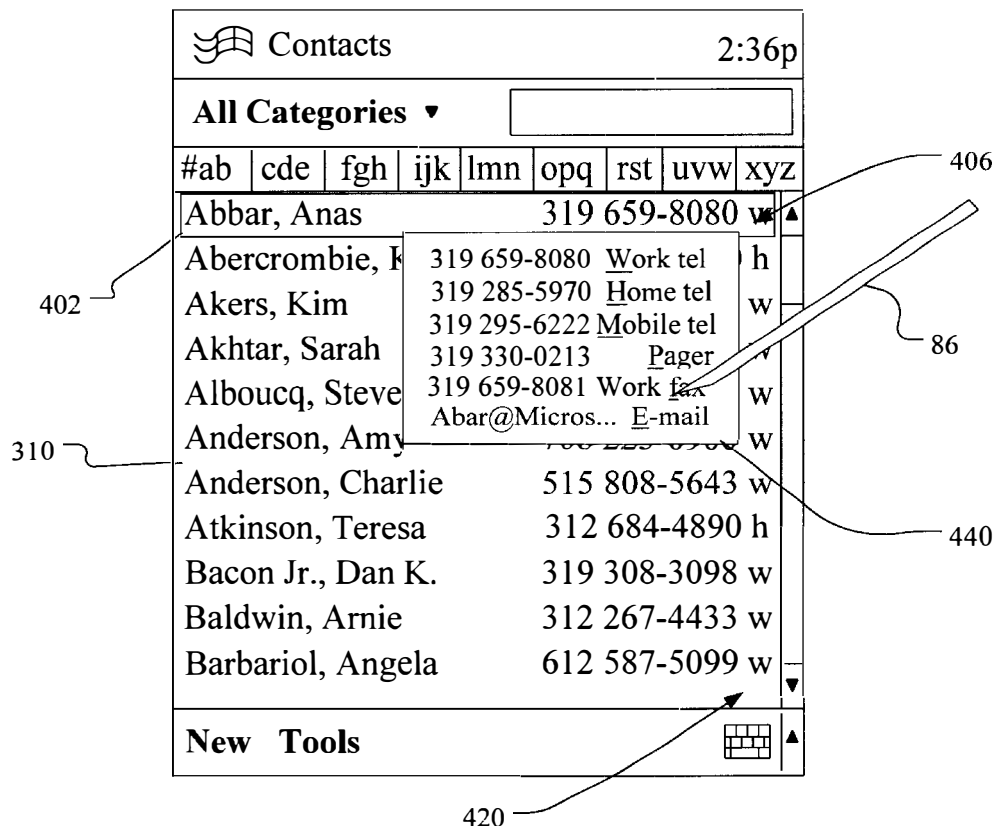 Contacts 2:36p
All Categories ▼
#ab cde fgh ijk lmn opq rst uvw xyz
406
Abbar, Anas 319 659-8080 w
Abercrombie, h
319 659-8080 Work tel
402
Akers, Kim w
319 285-5970 Home tel
319 295-6222 Mobile tel
86
Akhtar, Sarah w
319 330-0213 Pager
Alboucq, Steve w
319 659-8081 Work fax
Abar@Micros... E-mail
310
Anderson, Amy w
Anderson, Charlie 515 808-5643 w
Atkinson, Teresa 312 684-4890 h
440
Bacon Jr., Dan K. 319 308-3098 w
Baldwin, Arnie 312 267-4433 w
Barbariol, Angela 612 587-5099 w
New Tools
420